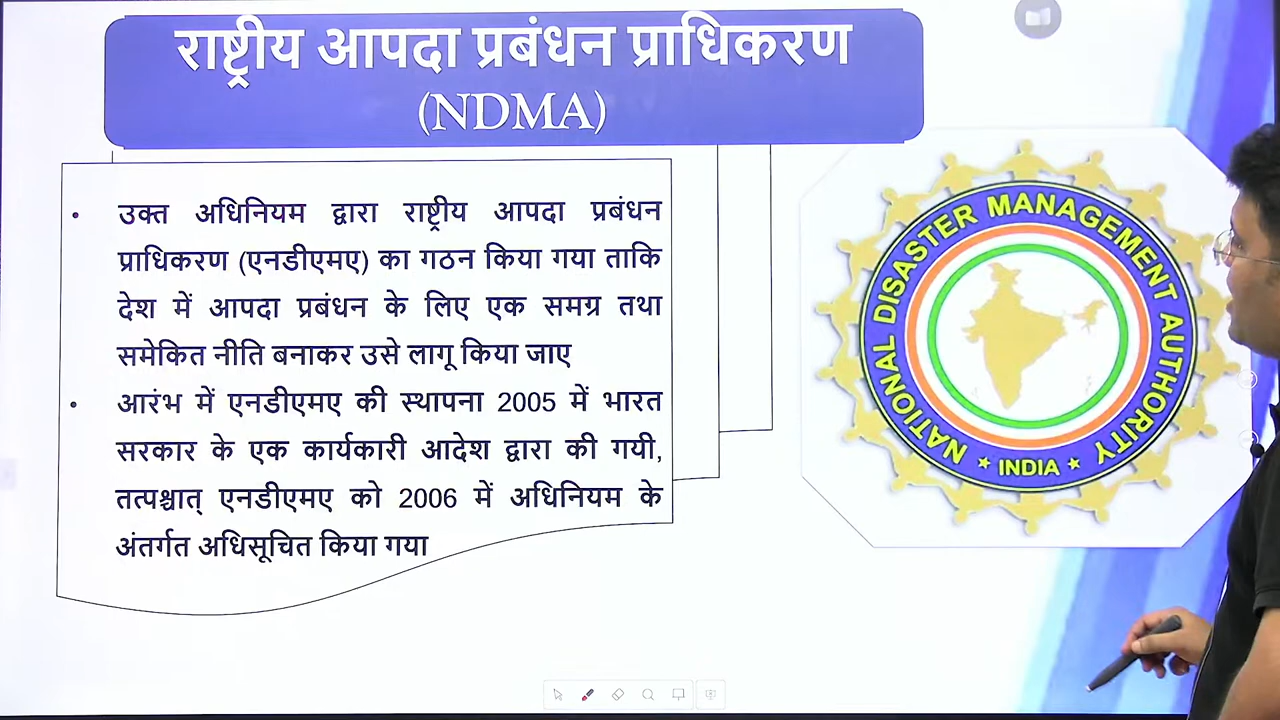 राष्ट्रीय आपदा प्रबंधन प्राधिकरण
(NDMA)
• उक्त अधिनियम द्वारा राष्ट्रीय आपदा प्रबंधन
प्राधिकरण (एनडीएमए) का गठन किया गया ताकि
देश में आपदा प्रबंधन के लिए एक समग्र तथा
समेकित नीति बनाकर उसे लागू किया जाए
• आरंभ में एनडीएमए की स्थापना 2005 में भारत
सरकार के एक कार्यकारी आदेश द्वारा की गयी,
तत्पश्चात् एनडीएमए को 2006 में अधिनियम के
अंतर्गत अधिसूचित किया गया
NATIONAL DISASTER MANAGEMENT AUTHORITY
INDIA